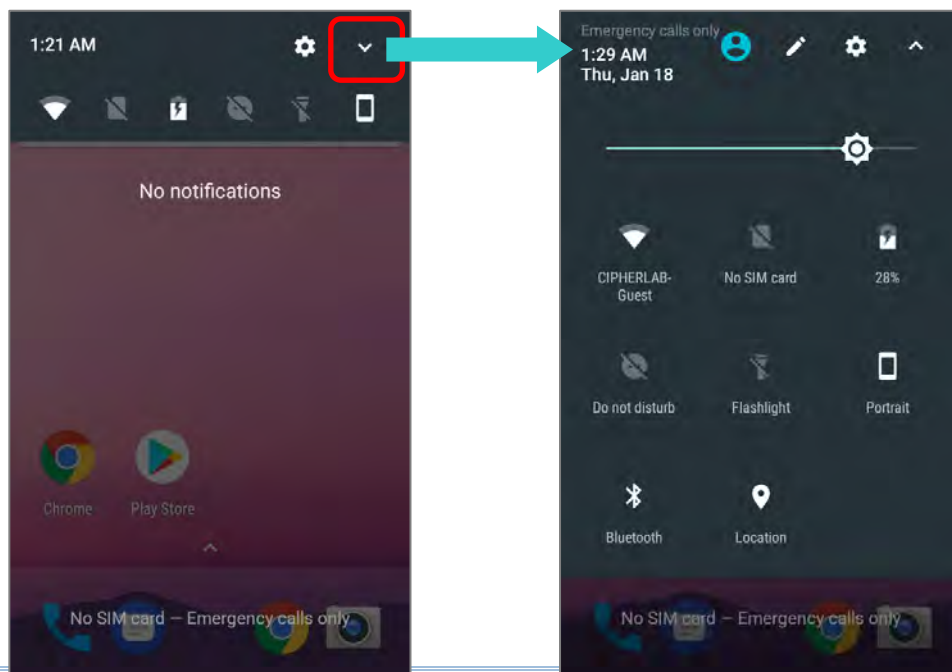 1:21 AM
No notifications
Chrome
Play Store
No SIM card – Emergency calls only
Emergency calls only
1:29 AM
Thu, Jan 18
CIPHERLAB-
Guest
No SIM card
28%
Do not disturb
Flashlight
Portrait
Bluetooth
Location
No SIM card – Emergency calls only